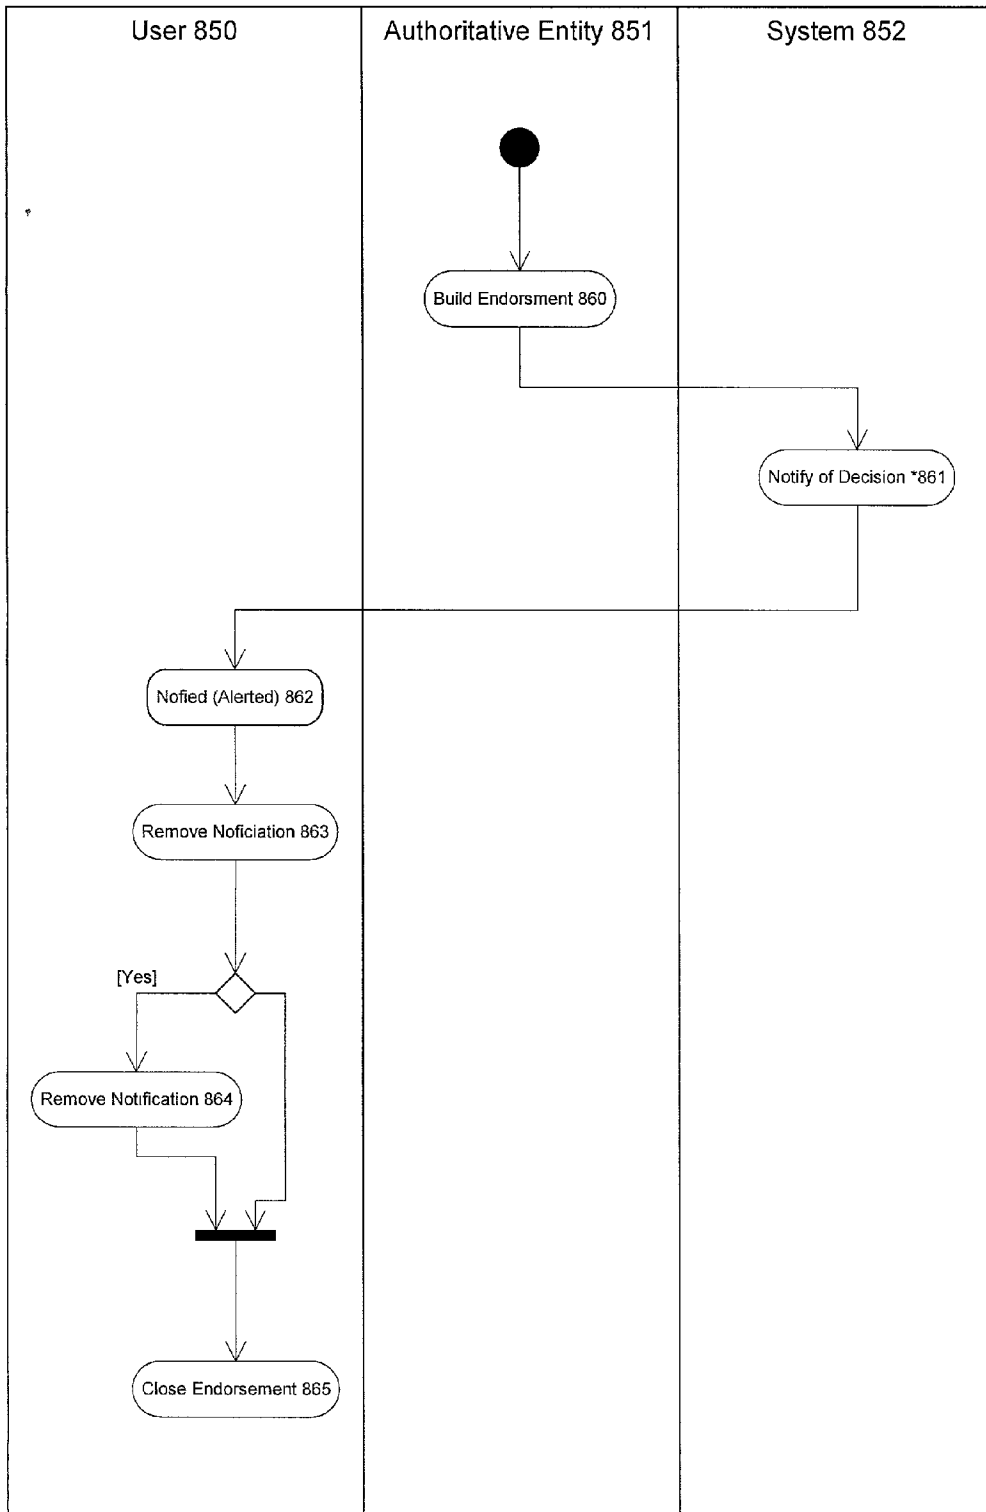 User 850
Authoritative Entity 851
System 852
Build Endorsment 860
Notify of Decision *861
Nofied (Alerted) 862
Remove Noficiation 863
[Yes]
Remove Notification 864
Close Endorsement 865